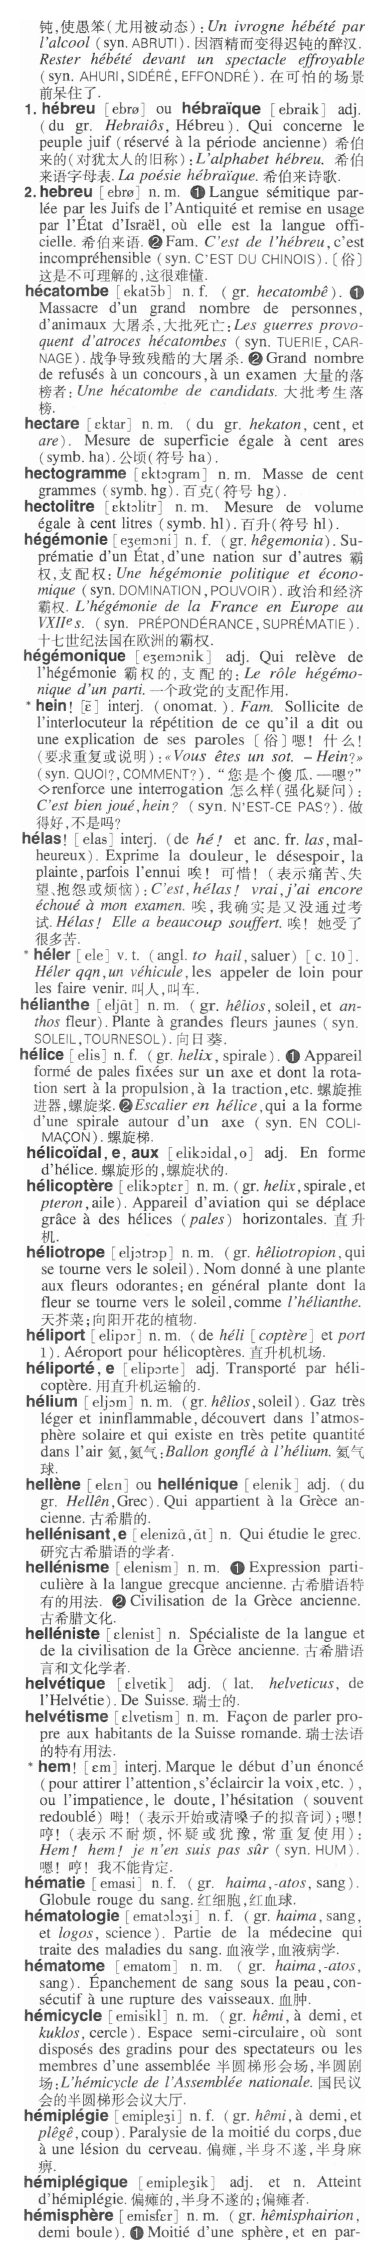 钝,使愚笨(尤用被动态):Un ivrogne hébété par
l'alcool (syn. ABRUTI). 因酒精而变得迟钝的醉汉.
Rester hébété devant un spectacle effroyable
(syn. AHURI, SIDÉRÉ, EFFONDRÉ). 在可怕的场景
前呆住了.
1. hébreu [ebrø] ou hébraïque [ebraik] adj.
(du gr. Hebraiôs, Hébreu). Qui concerne le
peuple juif (réservé à la période ancienne) 希伯
来的(对犹太人的旧称):L'alphabet hébreu. 希伯
来语字母表. La poésie hébraïque. 希伯来诗歌.
2. hebreu [ebrø] n. m. ❶ Langue sémitique par-
lée par les Juifs de l'Antiquité et remise en usage
par l'État d'Israël, où elle est la langue offi-
cielle. 希伯来语. ❷ Fam. C'est de l'hébreu, c'est
incompréhensible (syn. C'EST DU CHINOIS). 〔俗〕
这是不可理解的,这很难懂.
hécatombe [ekatɔ̃b] n. f. (gr. hecatombê). ❶
Massacre d'un grand nombre de personnes,
d'animaux 大屠杀,大批死亡:Les guerres provo-
quent d'atroces hécatombes (syn. TUERIE, CAR-
NAGE). 战争导致残酷的大屠杀. ❷ Grand nombre
de refusés à un concours, à un examen 大量的落
榜者: Une hécatombe de candidats. 大批考生落
榜.
hectare [ɛktar] n. m. (du gr. hekaton, cent, et
are). Mesure de superficie égale à cent ares
(symb. ha). 公顷(符号 ha).
hectogramme [ɛktɔgram] n. m. Masse de cent
grammes (symb. hg). 百克(符号 hg).
hectolitre [ɛktɔlitr] n. m. Mesure de volume
égale à cent litres (symb. hl). 百升(符号 hl).
hégémonie [eʒemɔni] n. f. (gr. hêgemonia). Su-
prématie d'un État, d'une nation sur d'autres 霸
权,支配权: Une hégémonie politique et écono-
mique (syn. DOMINATION, POUVOIR). 政治和经济
霸权. L'hégémonie de la France en Europe au
VXIIe s. (syn. PRÉPONDÉRANCE, SUPRÉMATIE).
十七世纪法国在欧洲的霸权.
hégémonique [eʒemɔnik] adj. Qui relève de
l'hégémonie 霸权的,支配的: Le rôle hégémo-
nique d'un parti. 一个政党的支配作用.
* hein! [ɛ̃] interj. (onomat.). Fam. Sollicite de
l'interlocuteur la répétition de ce qu'il a dit ou
une explication de ses paroles 〔俗〕嗯! 什么!
(要求重复或说明):«Vous êtes un sot. – Hein?»
(syn. QUOI?, COMMENT?). “您是个傻瓜. —嗯?”
◇renforce une interrogation 怎么样(强化疑问):
C'est bien joué, hein? (syn. N'EST-CE PAS?). 做
得好,不是吗?
hélas! [elas] interj. (de hé! et anc. fr. las, mal-
heureux). Exprime la douleur, le désespoir, la
plainte, parfois l'ennui 唉! 可惜! (表示痛苦、失
望、抱怨或烦恼):C'est, hélas! vrai, j'ai encore
échoué à mon examen. 唉,我确实是又没通过考
试. Hélas! Elle a beaucoup souffert. 唉! 她受了
很多苦.
* héler [ele] v. t. (angl. to hail, saluer) [c. 10].
Héler qqn, un véhicule, les appeler de loin pour
les faire venir. 叫人,叫车.
hélianthe [eljɑ̃t] n. m. (gr. hêlios, soleil, et an-
thos fleur). Plante à grandes fleurs jaunes (syn.
SOLEIL, TOURNESOL). 向日葵.
hélice [elis] n. f. (gr. helix, spirale). ❶ Appareil
formé de pales fixées sur un axe et dont la rota-
tion sert à la propulsion, à la traction, etc. 螺旋推
进器,螺旋桨. ❷ Escalier en hélice, qui a la forme
d'une spirale autour d'un axe (syn. EN COLI-
MAÇON). 螺旋梯.
hélicoïdal, e, aux [elikɔidal, o] adj. En forme
d'hélice. 螺旋形的,螺旋状的.
hélicoptère [elikɔptɛr] n. m. (gr. helix, spirale, et
pteron, aile). Appareil d'aviation qui se déplace
grâce à des hélices (pales) horizontales. 直升
机.
héliotrope [eljɔtrɔp] n. m. (gr. hêliotropion, qui
se tourne vers le soleil). Nom donné à une plante
aux fleurs odorantes; en général plante dont la
fleur se tourne vers le soleil, comme l'hélianthe.
天芥菜;向阳开花的植物.
héliport [elipɔr] n. m. (de héli [coptère] et port
1). Aéroport pour hélicoptères. 直升机机场.
héliporté, e [elipɔrte] adj. Transporté par héli-
coptère. 用直升机运输的.
hélium [eljɔm] n. m. (gr. hêlios, soleil). Gaz très
léger et ininflammable, découvert dans l'atmos-
phère solaire et qui existe en très petite quantité
dans l'air 氦,氦气: Ballon gonflé à l'hélium. 氦气
球.
hellène [elɛn] ou hellénique [elenik] adj. (du
gr. Hellên, Grec). Qui appartient à la Grèce an-
cienne. 古希腊的.
hellénisant, e [elenizɑ̃, ɑ̃t] n. Qui étudie le grec.
研究古希腊语的学者.
hellénisme [elenism] n. m. ❶ Expression parti-
culière à la langue grecque ancienne. 古希腊语特
有的用法. ❷ Civilisation de la Grèce ancienne.
古希腊文化.
helléniste [elenist] n. Spécialiste de la langue et
de la civilisation de la Grèce ancienne. 古希腊语
言和文化学者.
helvétique [ɛlvetik] adj. (lat. helveticus, de
l'Helvétie). De Suisse. 瑞士的.
helvétisme [ɛlvetism] n. m. Façon de parler pro-
pre aux habitants de la Suisse romande. 瑞士法语
的特有用法.
* hem! [ɛm] interj. Marque le début d'un énoncé
(pour attirer l'attention, s'éclaircir la voix, etc.),
ou l'impatience, le doute, l'hésitation (souvent
redoublé) 呣! (表示开始或清嗓子的拟音词);嗯!
哼! (表示不耐烦,怀疑或犹豫,常重复使用):
Hem! hem! je n'en suis pas sûr (syn. HUM).
嗯! 哼! 我不能肯定.
hématie [emasi] n. f. (gr. haima, -atos, sang).
Globule rouge du sang. 红细胞,红血球.
hématologie [ematɔlɔʒi] n. f. (gr. haima, sang,
et logos, science). Partie de la médecine qui
traite des maladies du sang. 血液学,血液病学.
hématome [ematom] n. m. (gr. haima, -atos,
sang). Épanchement de sang sous la peau, con-
sécutif à une rupture des vaisseaux. 血肿.
hémicycle [emisikl] n. m. (gr. hêmi, à demi, et
kuklos, cercle). Espace semi-circulaire, où sont
disposés des gradins pour des spectateurs ou les
membres d'une assemblée 半圆梯形会场,半圆剧
场: L'hémicycle de l'Assemblée nationale. 国民议
会的半圆梯形会议大厅.
hémiplégie [emipleʒi] n. f. (gr. hêmi, à demi, et
plêgê, coup). Paralysie de la moitié du corps, due
à une lésion du cerveau. 偏瘫,半身不遂,半身麻
痹.
hémiplégique [emipleʒik] adj. et n. Atteint
d'hémiplégie. 偏瘫的,半身不遂的;偏瘫者.
hémisphère [emisfɛr] n. m. (gr. hêmisphairion,
demi boule). ❶ Moitié d'une sphère, et en par-